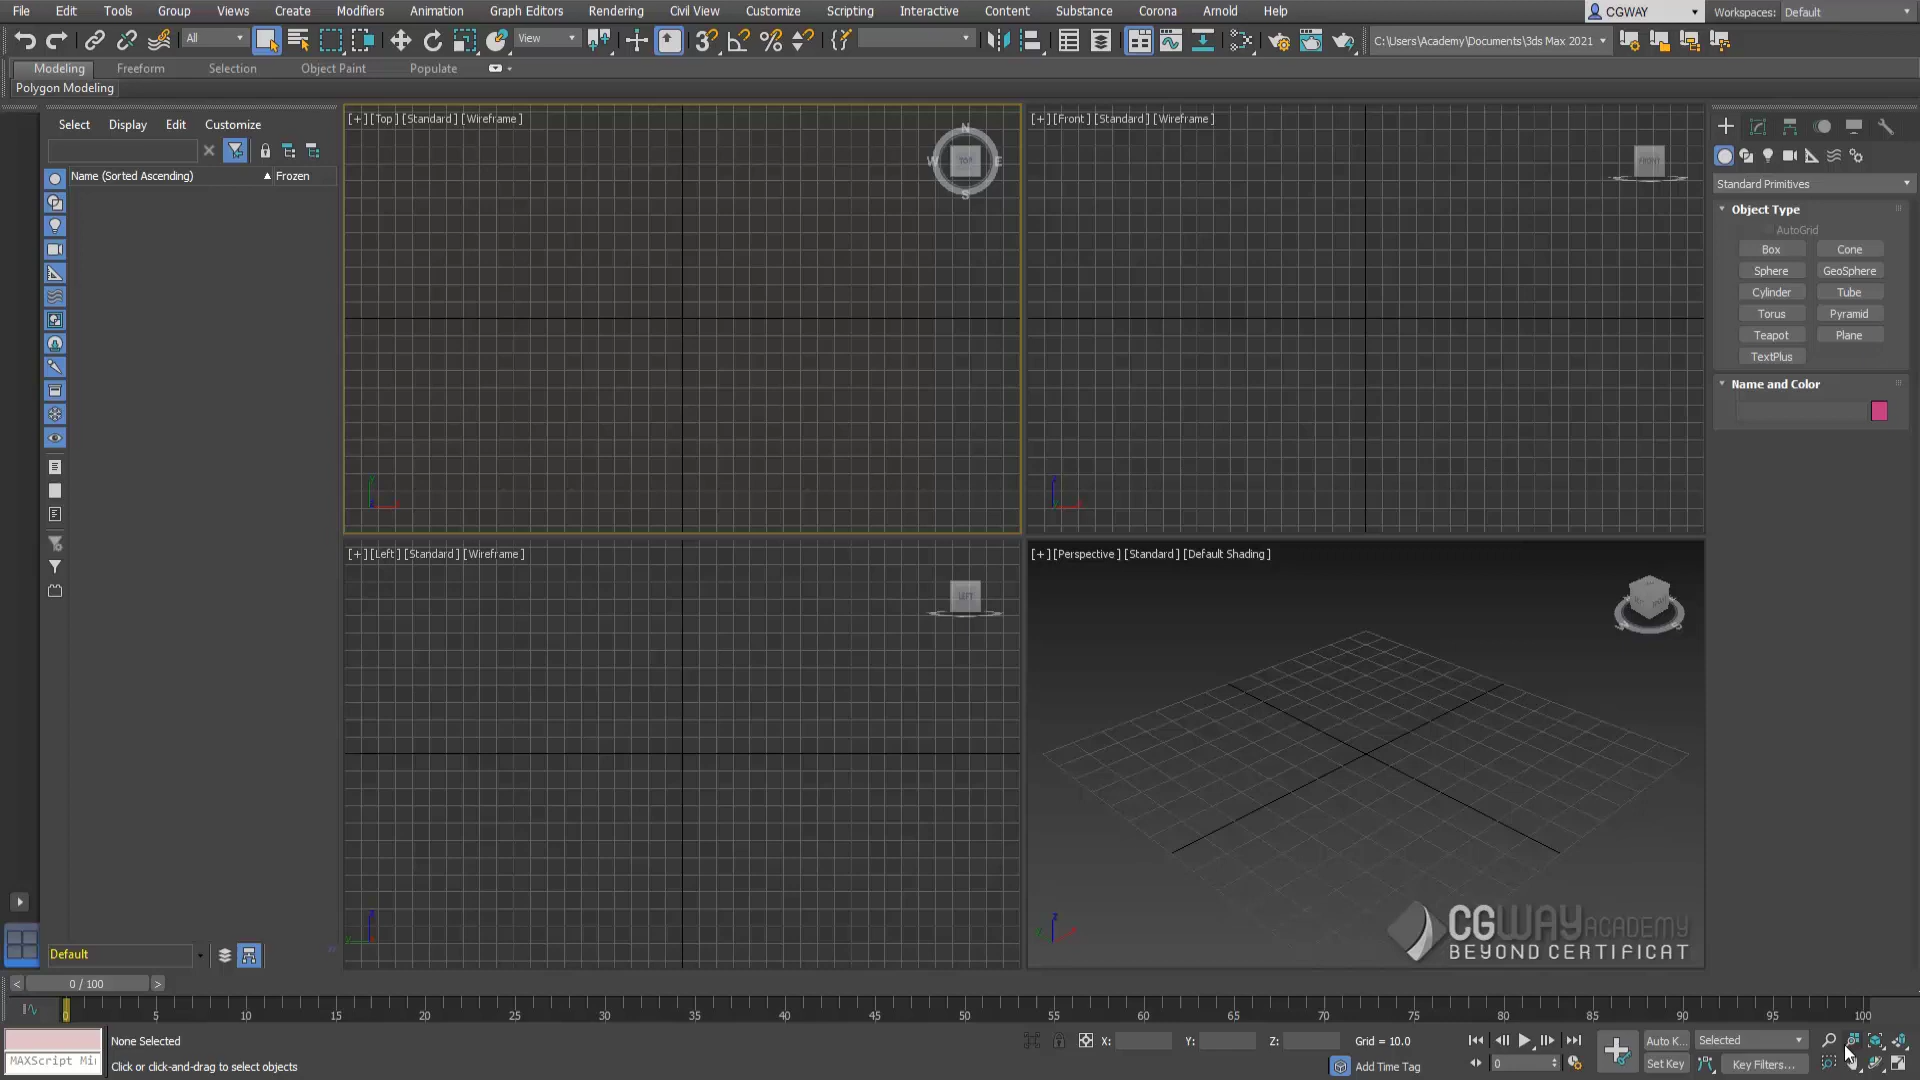 File Edit Tools Group Views Create Modifiers Animation Graph Editors Rendering Civil View Customize Scripting Interactive Content Substance Corona Arnold Help CGWAY Workspaces: Default
All View C:\Users\Academy\Documents\3ds Max 2021
Modeling Freeform Selection Object Paint Populate
Polygon Modeling
Select Display Edit Customize
Name (Sorted Ascending) Frozen
[+] [Top] [Standard] [Wireframe]
N
W TOP E
S
[+] [Front] [Standard] [Wireframe]
FRONT
Standard Primitives
Object Type
AutoGrid
Box Cone
Sphere GeoSphere
Cylinder Tube
Torus Pyramid
Teapot Plane
TextPlus
Name and Color
[+] [Left] [Standard] [Wireframe]
LEFT
[+] [Perspective] [Standard] [Default Shading]
CGWAY ACADEMY
BEYOND CERTIFICAT
Default
< 0 / 100 >
0 5 10 15 20 25 30 35 40 45 50 55 60 65 70 75 80 85 90 95 100
None Selected X: Y: Z: Grid = 10.0 Auto K... Selected
MAXScript Mi Click or click-and-drag to select objects Add Time Tag 0 Set Key Key Filters...